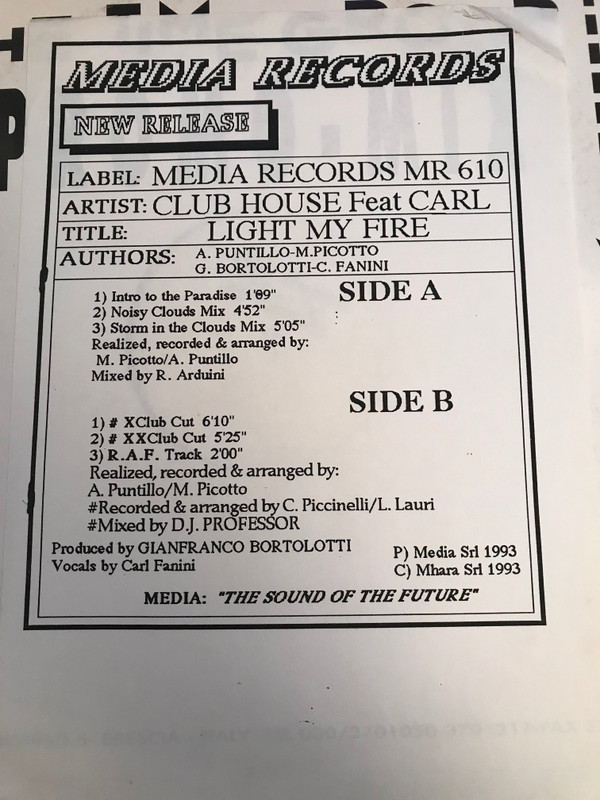 MEDIA RECORDS
NEW RELEASE
LABEL: MEDIA RECORDS MR 610
ARTIST: CLUB HOUSE Feat CARL
TITLE: LIGHT MY FIRE
AUTHORS: A. PUNTILLO-M.PICOTTO
G. BORTOLOTTI-C. FANINI
SIDE A
1) Intro to the Paradise 1'09"
2) Noisy Clouds Mix 4'52"
3) Storm in the Clouds Mix 5'05"
Realized, recorded & arranged by:
M. Picotto/A. Puntillo
Mixed by R. Arduini
SIDE B
1) # XClub Cut 6'10"
2) # XXClub Cut 5'25"
3) R.A.F. Track 2'00"
Realized, recorded & arranged by:
A. Puntillo/M. Picotto
#Recorded & arranged by C. Piccinelli/L. Lauri
#Mixed by D.J. PROFESSOR
Produced by GIANFRANCO BORTOLOTTI
Vocals by Carl Fanini
P) Media Srl 1993
C) Mhara Srl 1993
MEDIA: "THE SOUND OF THE FUTURE"